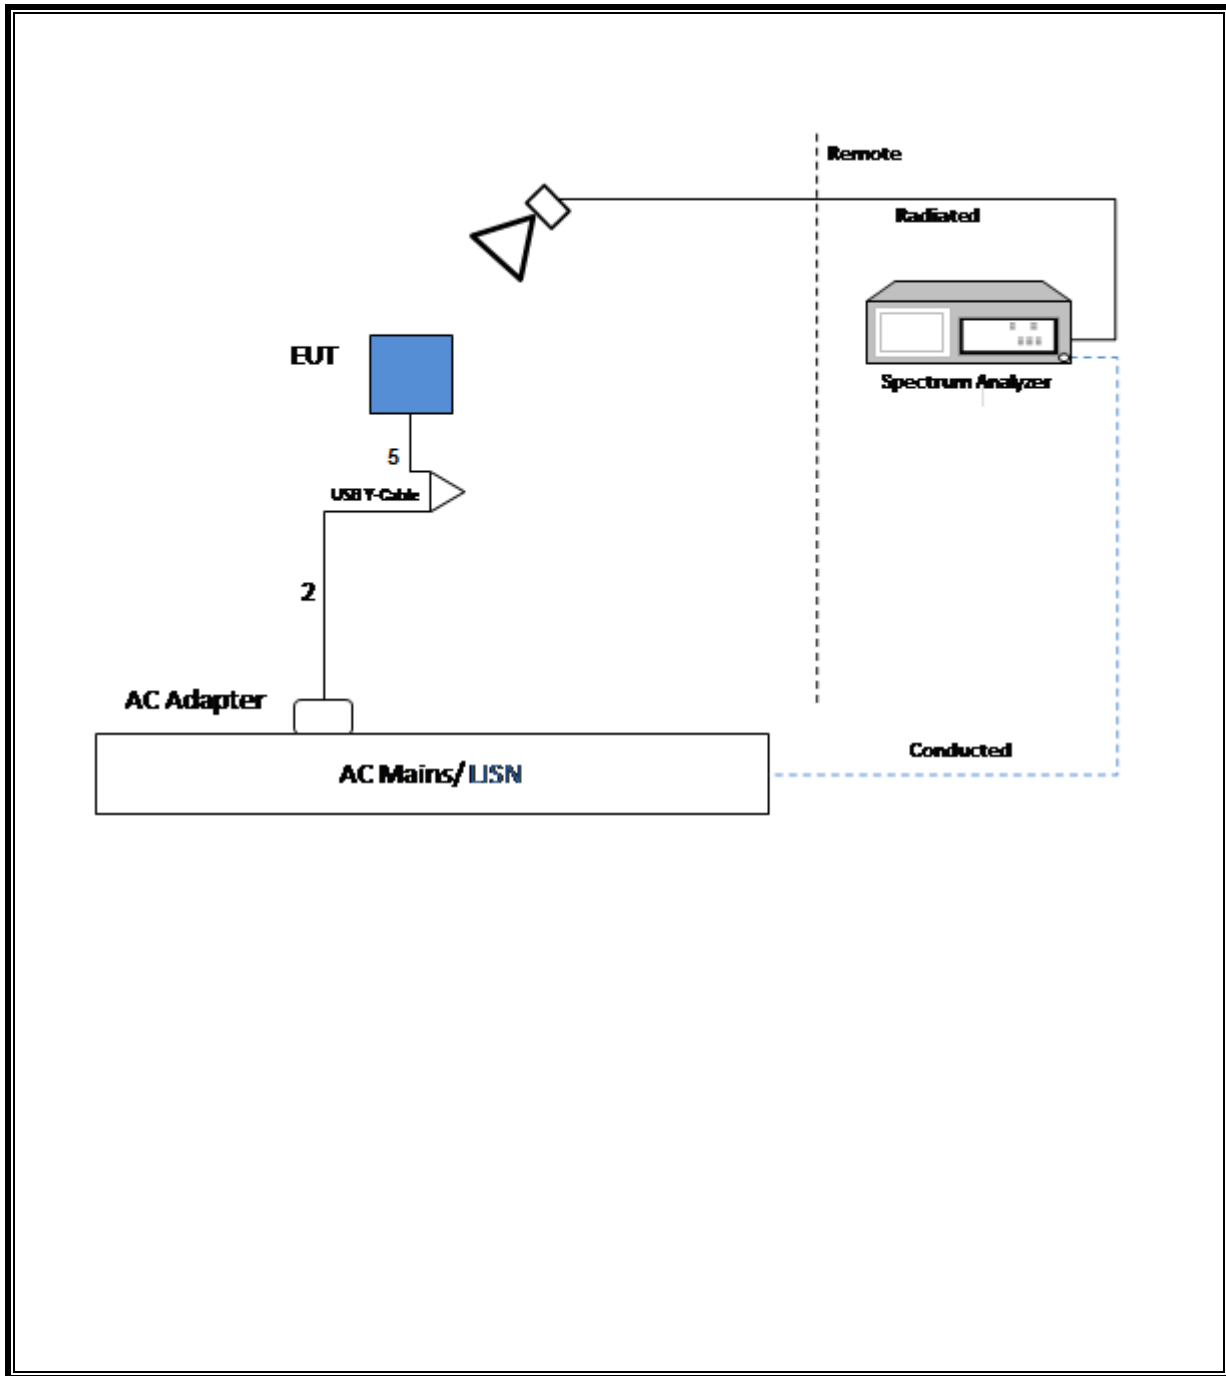 Remote
Radiated
EUT
Spectrum Analyzer
5
USB Y-Cable
2
AC Adapter
Conducted
AC Mains/ LISN